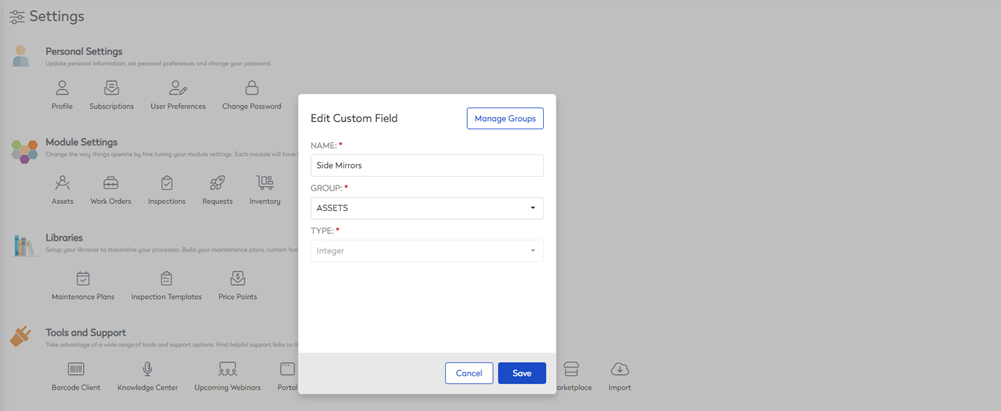 Settings
Personal Settings
Update personal information, set personal preferences and change your password.
Profile
Subscriptions
User Preferences
Change Password
Module Settings
Change the way things operate by fine tuning your module settings. Each module will have
Assets
Work Orders
Inspections
Requests
Inventory
Libraries
Setup your libraries to streamline your processes. Build your maintenance plans, custom
Maintenance Plans
Inspection Templates
Price Points
Tools and Support
Take advantage of a wide range of tools and support options. Find helpful support links to
Barcode Client
Knowledge Center
Upcoming Webinars
Portal
arketplace
Import
Edit Custom Field
Manage Groups
NAME: *
Side Mirrors
GROUP: *
ASSETS
TYPE: *
Integer
Cancel
Save